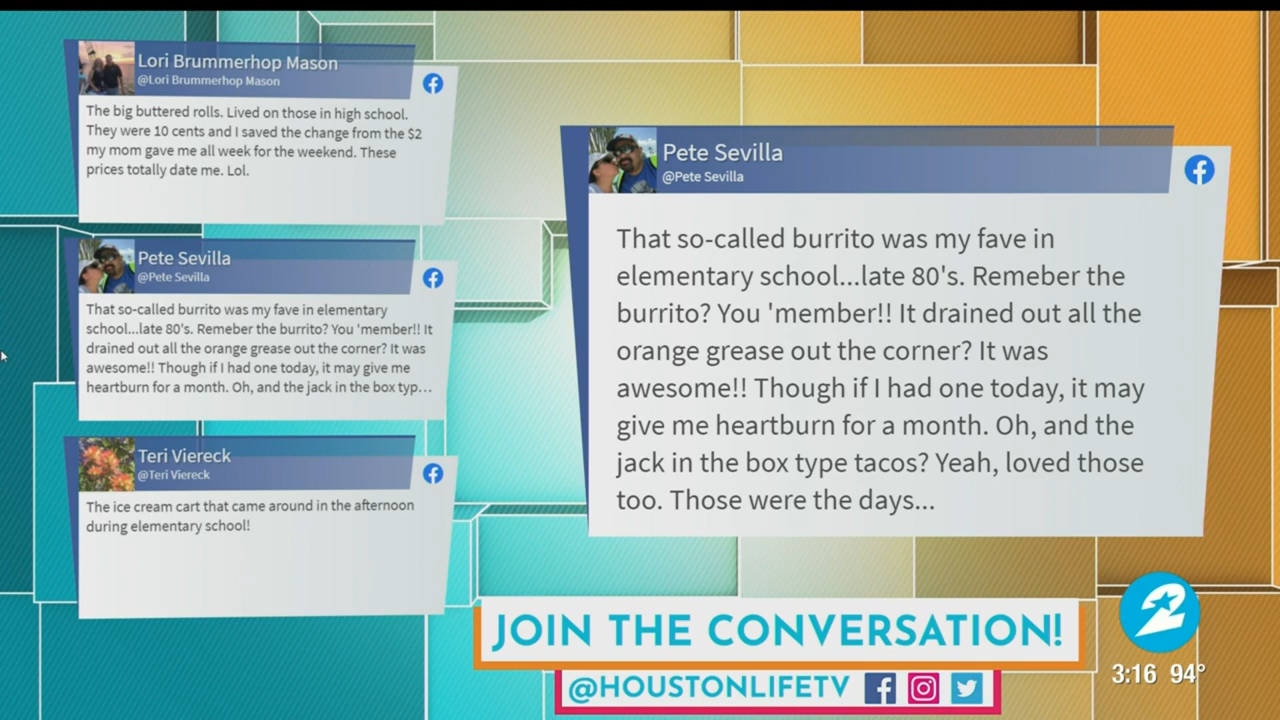 Lori Brummerhop Mason
@Lori Brummerhop Mason
The big buttered rolls. Lived on those in high school.
They were 10 cents and I saved the change from the $2
my mom gave me all week for the weekend. These
prices totally date me. Lol.
Pete Sevilla
@Pete Sevilla
That so-called burrito was my fave in elementary
school...late 80's. Remeber the burrito? You 'member!! It
drained out all the orange grease out the corner? It was
awesome!! Though if I had one today, it may give me
heartburn for a month. Oh, and the jack in the box typ...
Teri Viereck
@Teri Viereck
The ice cream cart that came around in the afternoon
during elementary school!
Pete Sevilla
@Pete Sevilla
That so-called burrito was my fave in
elementary school...late 80's. Remeber the
burrito? You 'member!! It drained out all the
orange grease out the corner? It was
awesome!! Though if I had one today, it may
give me heartburn for a month. Oh, and the
jack in the box type tacos? Yeah, loved those
too. Those were the days...
JOIN THE CONVERSATION!
@HOUSTONLIFETV
2
3:16 94°